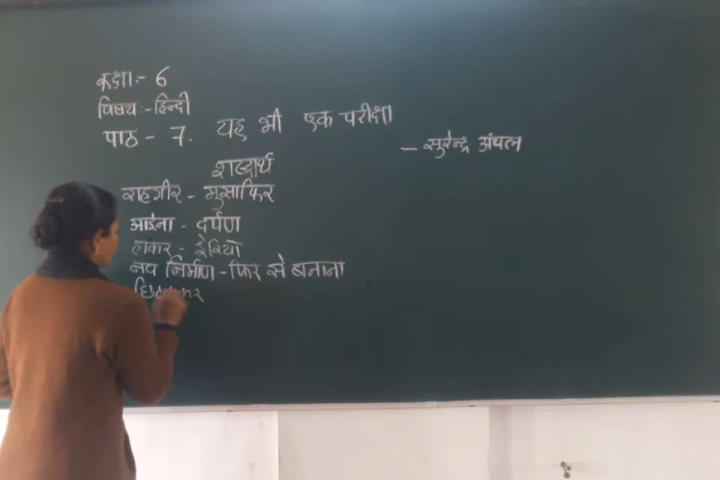 कक्षा:- 6
विषय:- हिन्दी
पाठ - 7. यह भी एक परीक्षा
- सुरेन्द्र अंचल
शब्दार्थ
राहगीर - मुसाफिर
आईना - दर्पण
हाकर -
नव निर्माण - फिर से बनाना